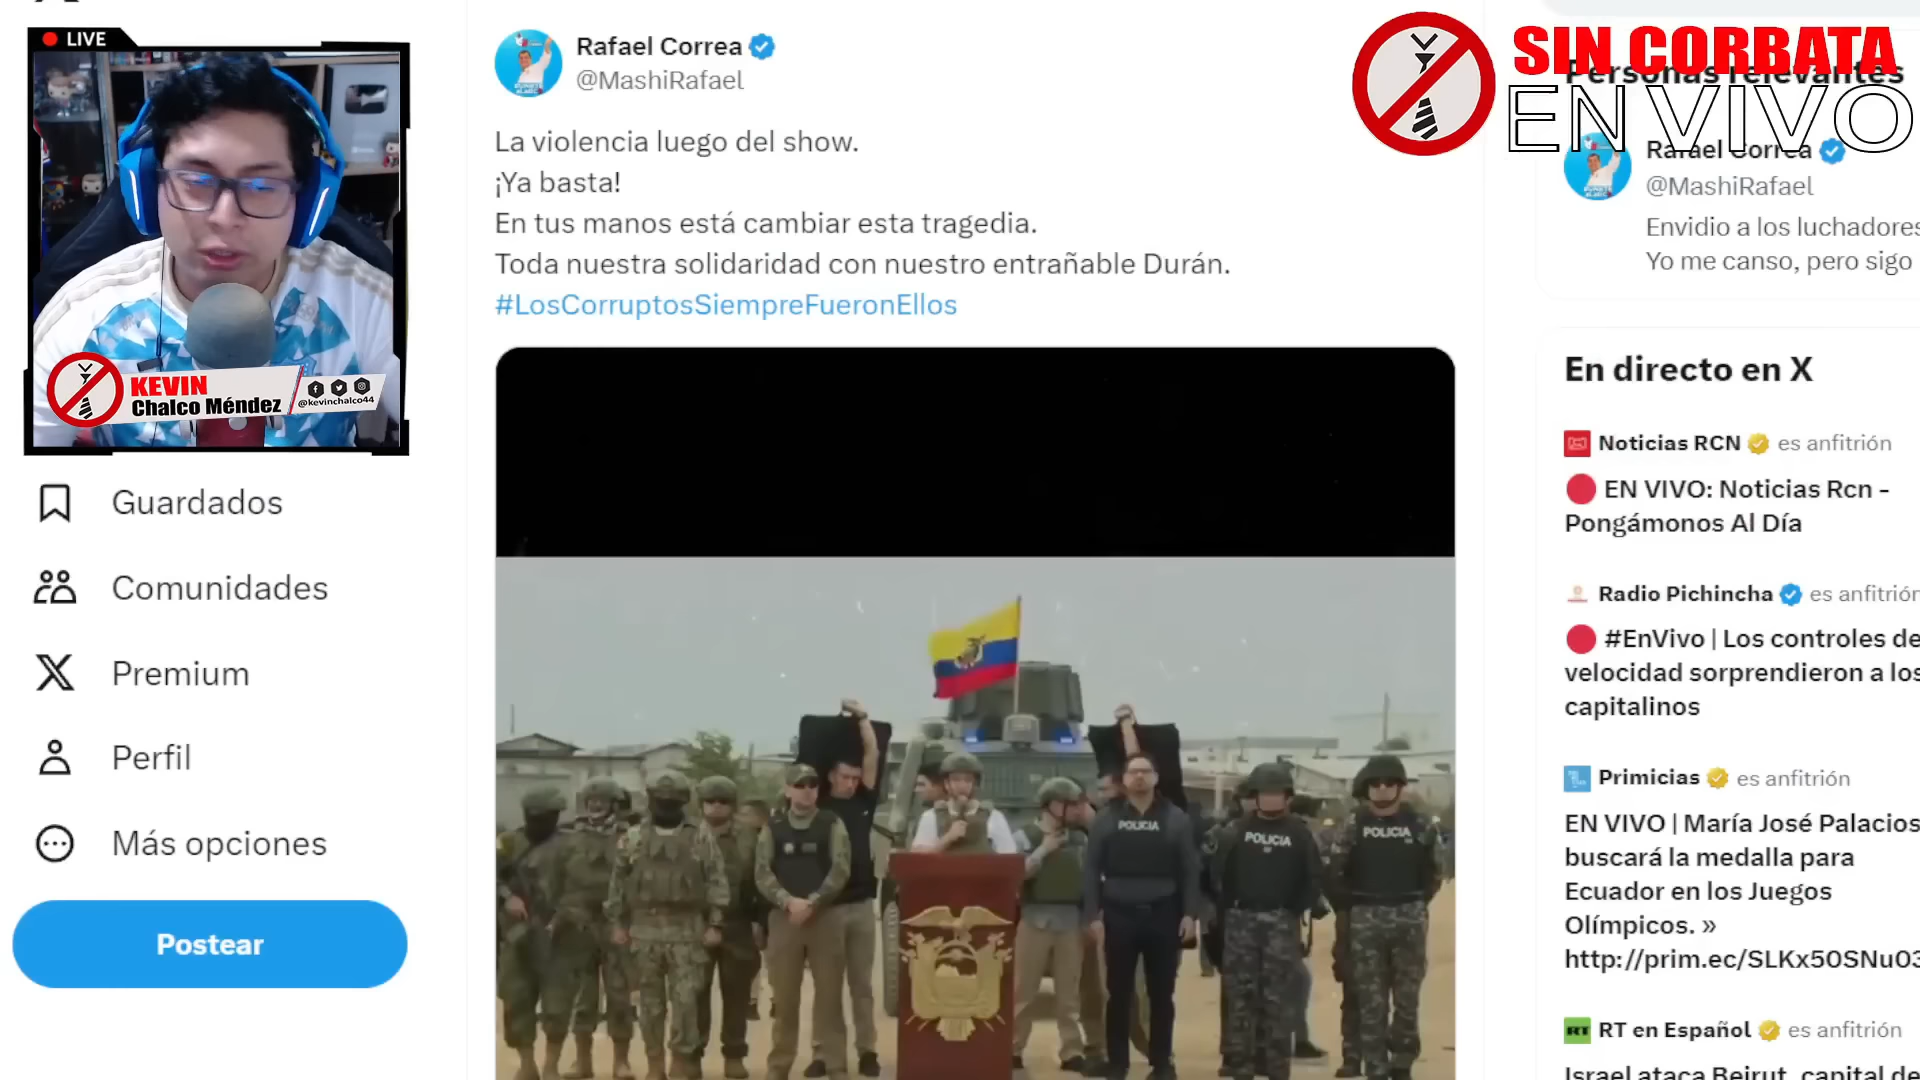 LIVE
KEVIN
Chalco Méndez
@kevinchalco44
Guardados
Comunidades
Premium
Perfil
Más opciones
Postear
Rafael Correa
@MashiRafael
La violencia luego del show.
¡Ya basta!
En tus manos está cambiar esta tragedia.
Toda nuestra solidaridad con nuestro entrañable Durán.
#LosCorruptosSiempreFueronEllos
POLICIA
POLICIA
POLICIA
SIN CORBATA
EN VIVO
Personas relevantes
Rafael Correa
@MashiRafael
Envidio a los luchadores
Yo me canso, pero sigo
En directo en X
Noticias RCN es anfitrión
EN VIVO: Noticias Rcn -
Pongámonos Al Día
Radio Pichincha es anfitrión
#EnVivo | Los controles de
velocidad sorprendieron a los
capitalinos
Primicias es anfitrión
EN VIVO | María José Palacios
buscará la medalla para
Ecuador en los Juegos
Olímpicos. »
http://prim.ec/SLKx50SNu03
RT RT en Español es anfitrión
Israel ataca Beirut, capital de